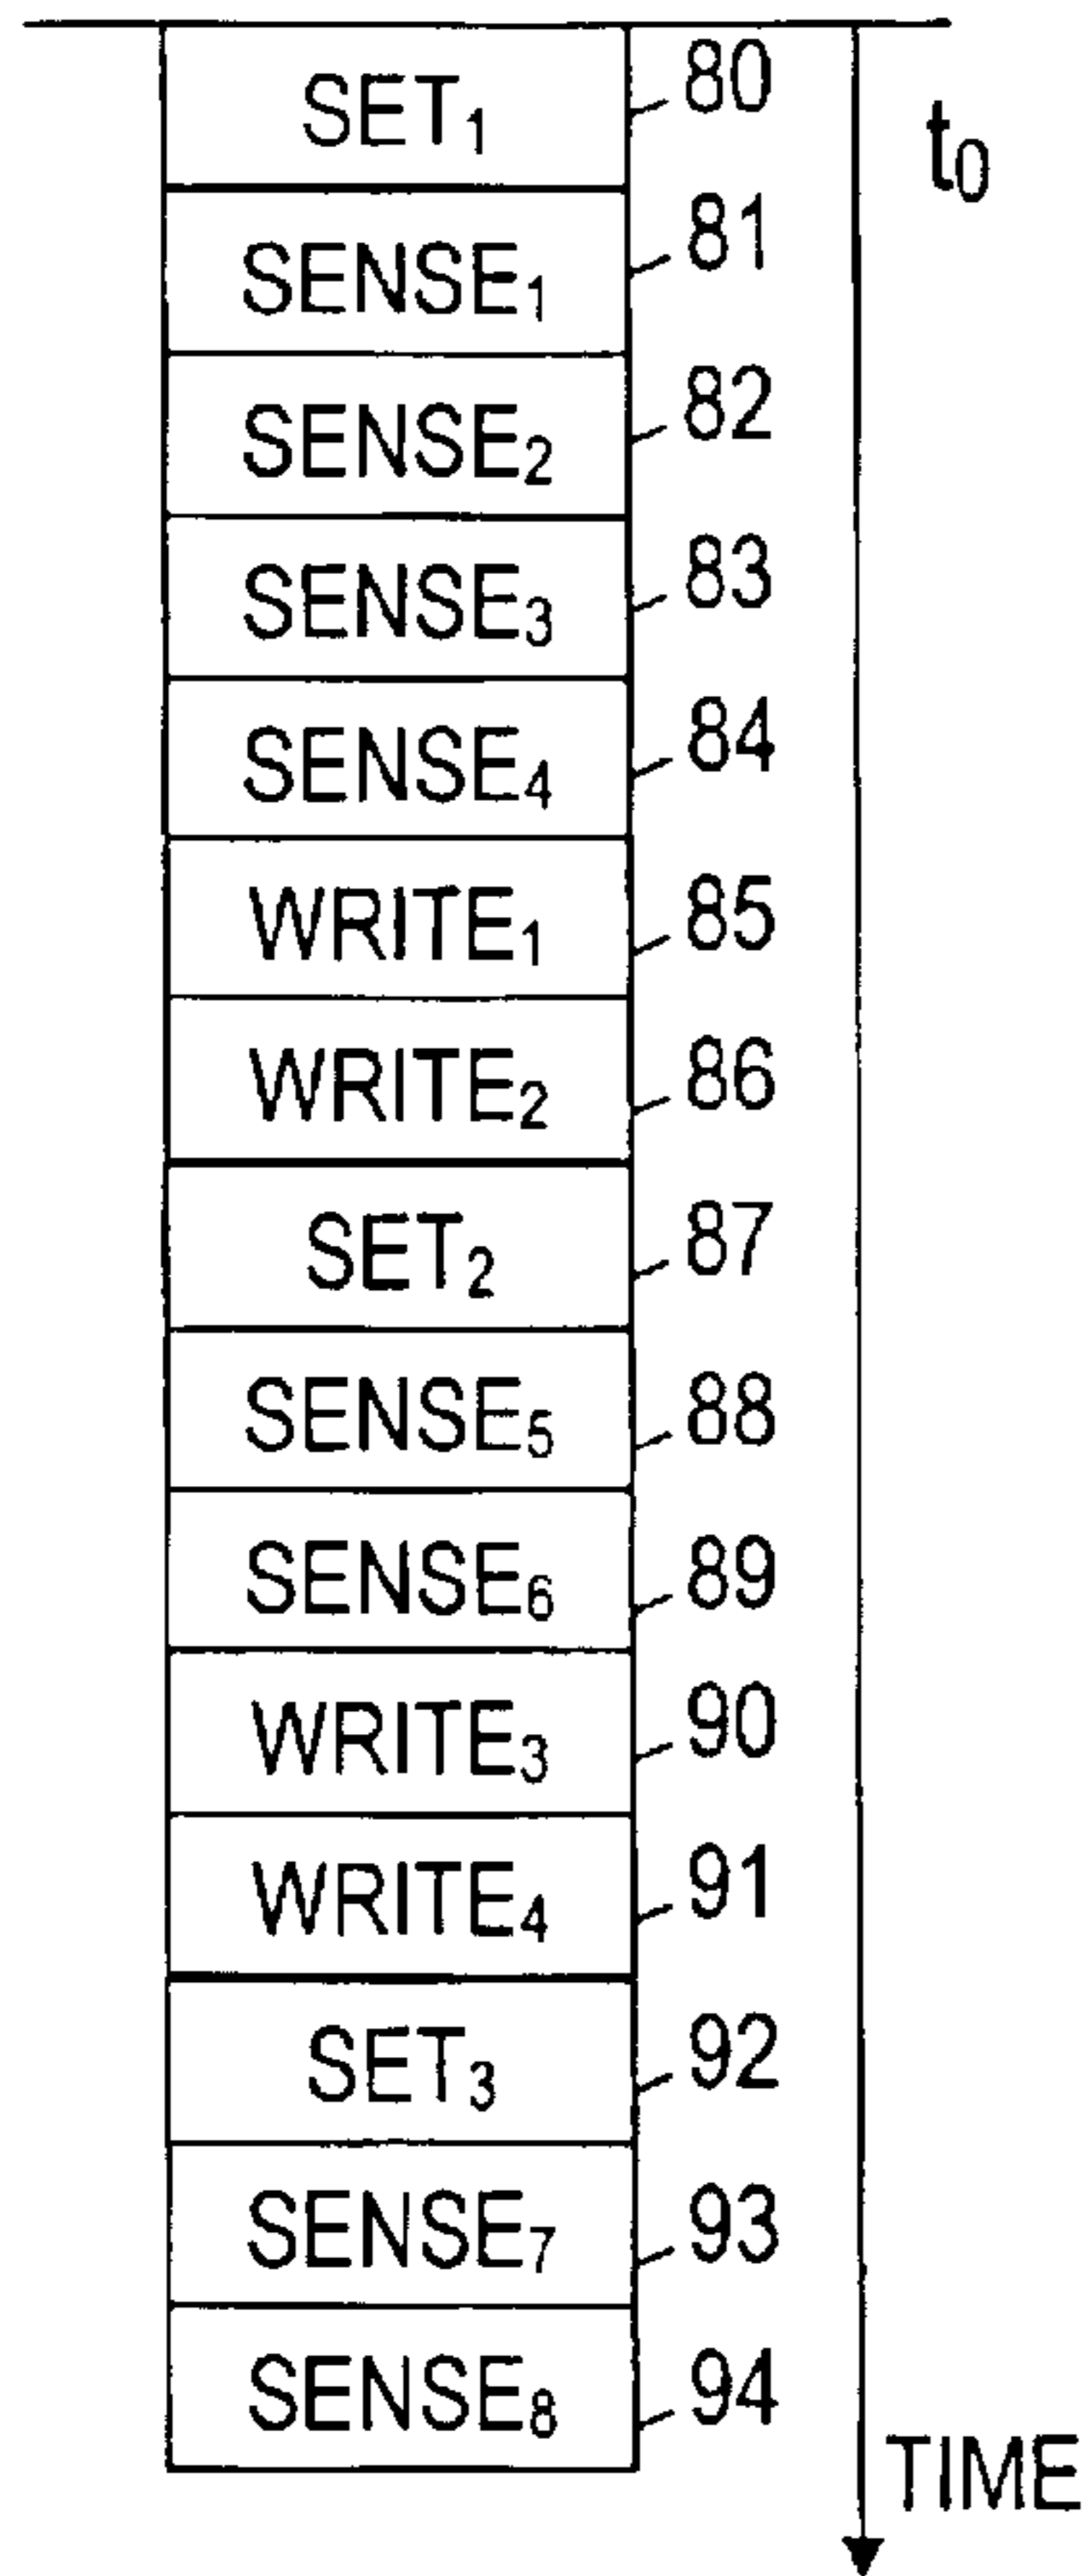 SET₁ 80
t₀
SENSE₁ 81
SENSE₂ 82
SENSE₃ 83
SENSE₄ 84
WRITE₁ 85
WRITE₂ 86
SET₂ 87
SENSE₅ 88
SENSE₆ 89
WRITE₃ 90
WRITE₄ 91
SET₃ 92
SENSE₇ 93
SENSE₈ 94
TIME